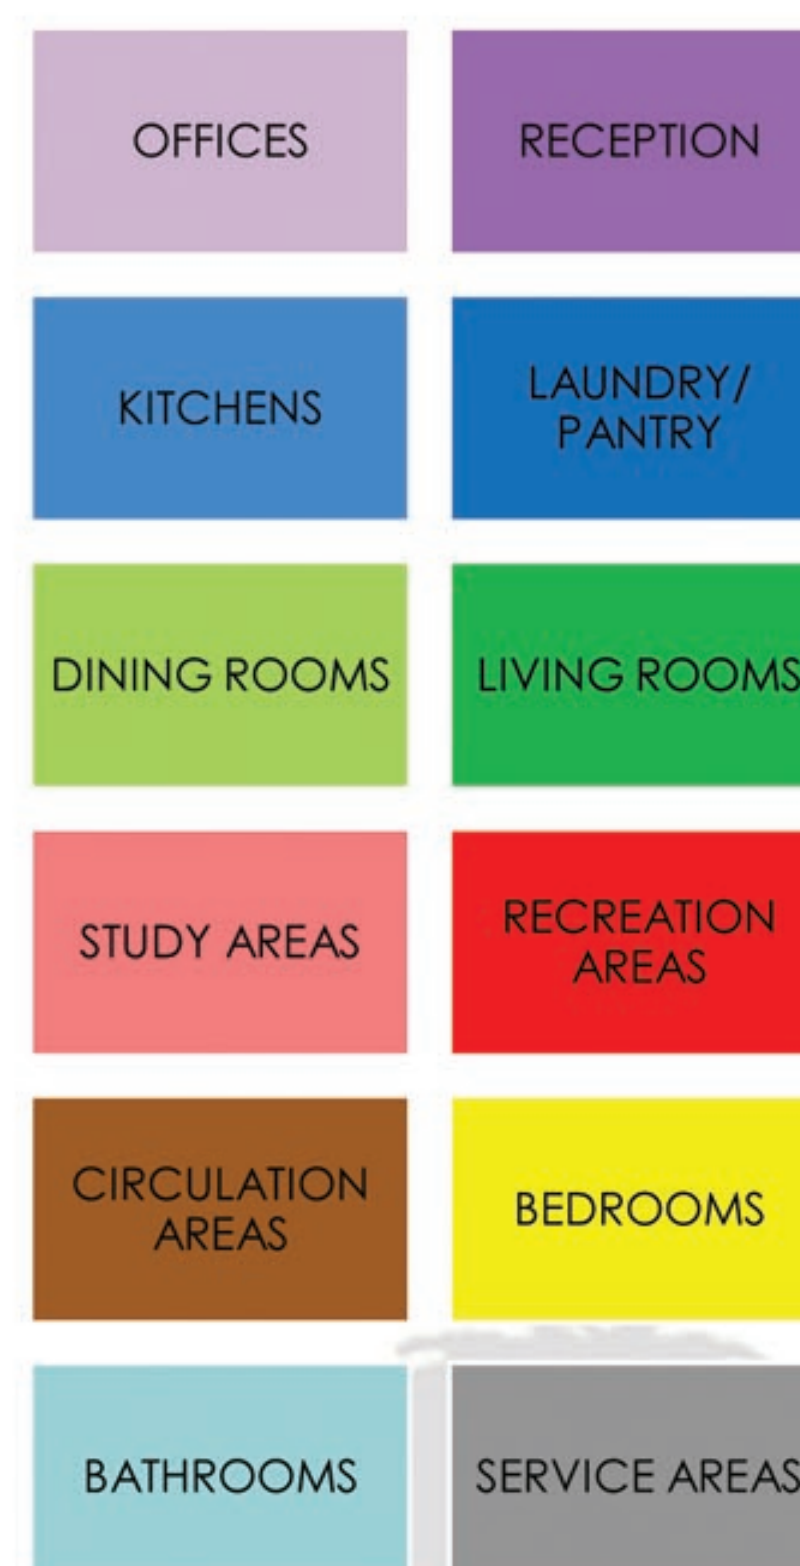 OFFICES
RECEPTION
KITCHENS
LAUNDRY/
PANTRY
DINING ROOMS
LIVING ROOMS
STUDY AREAS
RECREATION
AREAS
CIRCULATION
AREAS
BEDROOMS
BATHROOMS
SERVICE AREAS